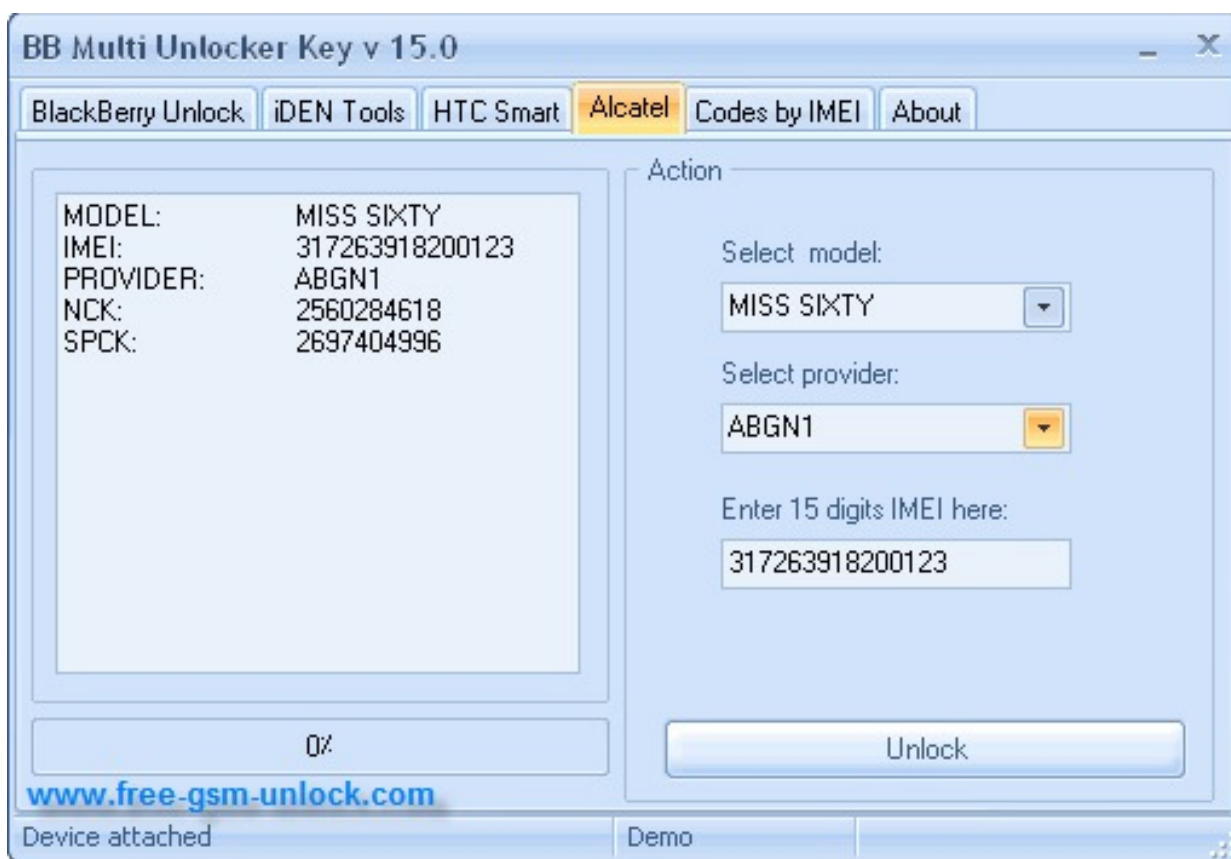 BB Multi Unlocker Key v 15.0
BlackBerry Unlock iDEN Tools HTC Smart Alcatel Codes by IMEI About
MODEL: MISS SIXTY
IMEI: 317263918200123
PROVIDER: ABGN1
NCK: 2560284618
SPCK: 2697404996
Action
Select model:
MISS SIXTY
Select provider:
ABGN1
Enter 15 digits IMEI here:
317263918200123
0%
Unlock
www.free-gsm-unlock.com
Device attached Demo